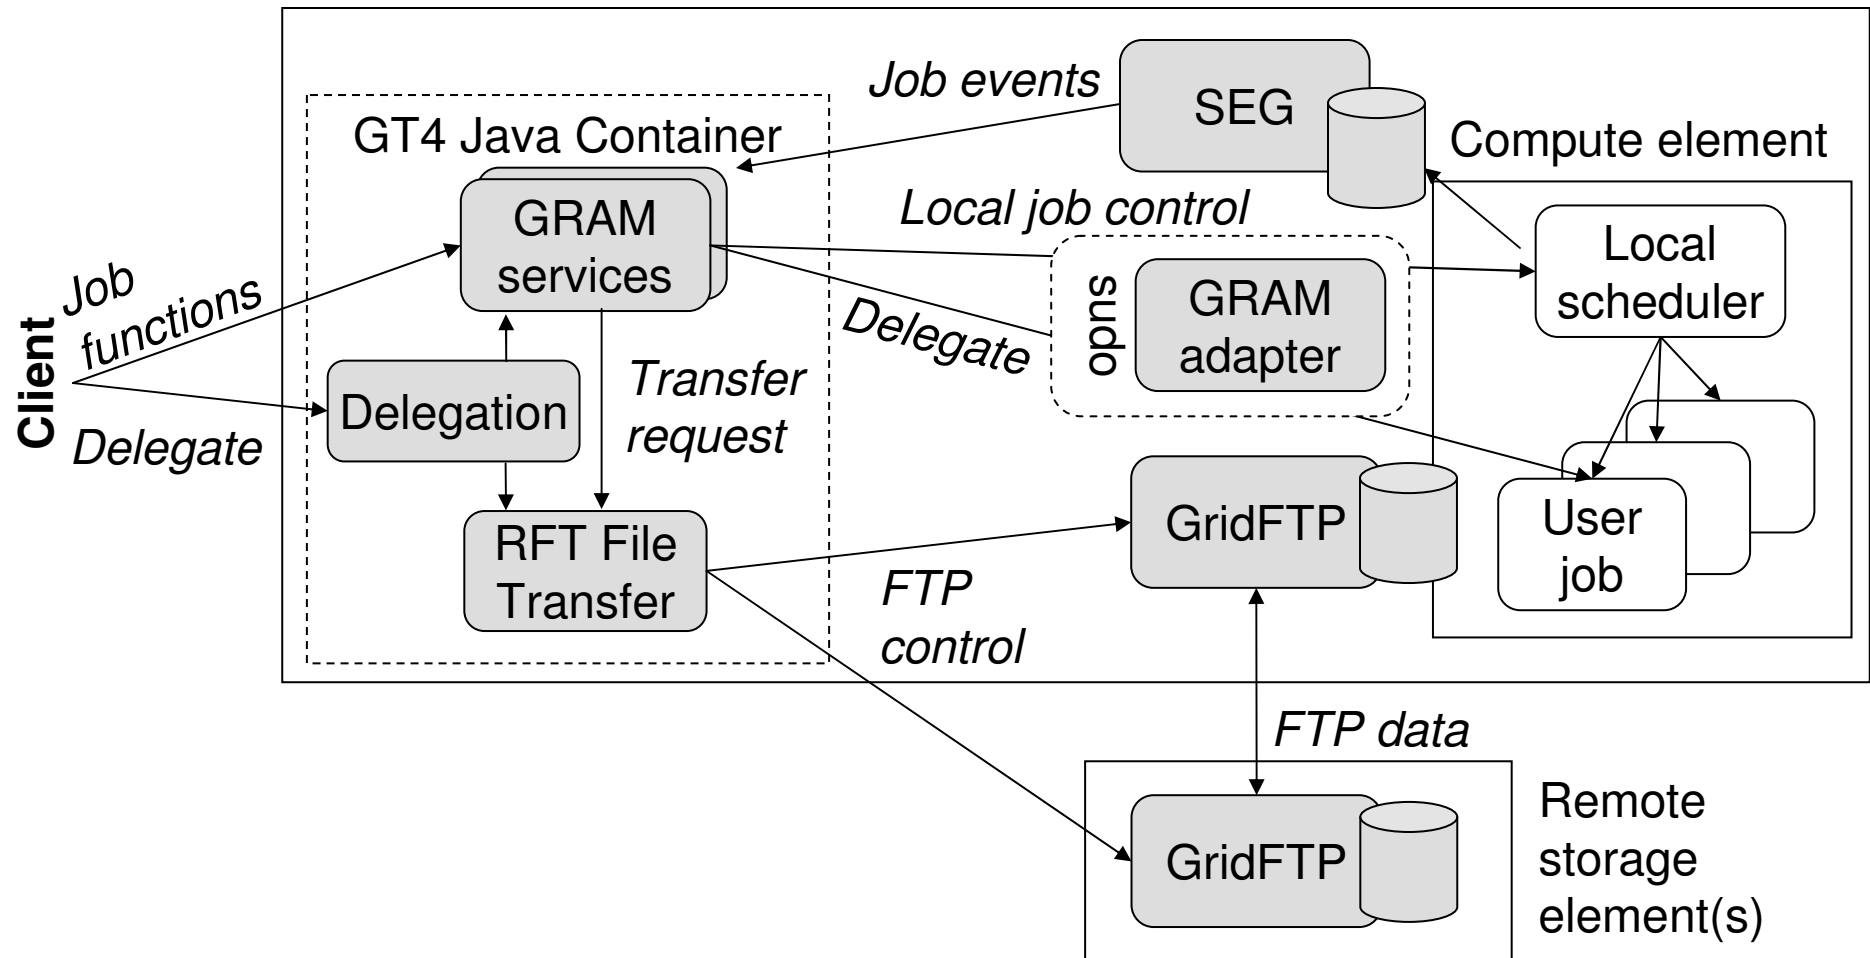 Client
Job
functions
Delegate
GT4 Java Container
GRAM
services
Delegation
Transfer
request
RFT File
Transfer
Job events
SEG
Local job control
Delegate
sudo
GRAM
adapter
Compute element
Local
scheduler
User
job
GridFTP
FTP
control
FTP data
GridFTP
Remote
storage
element(s)